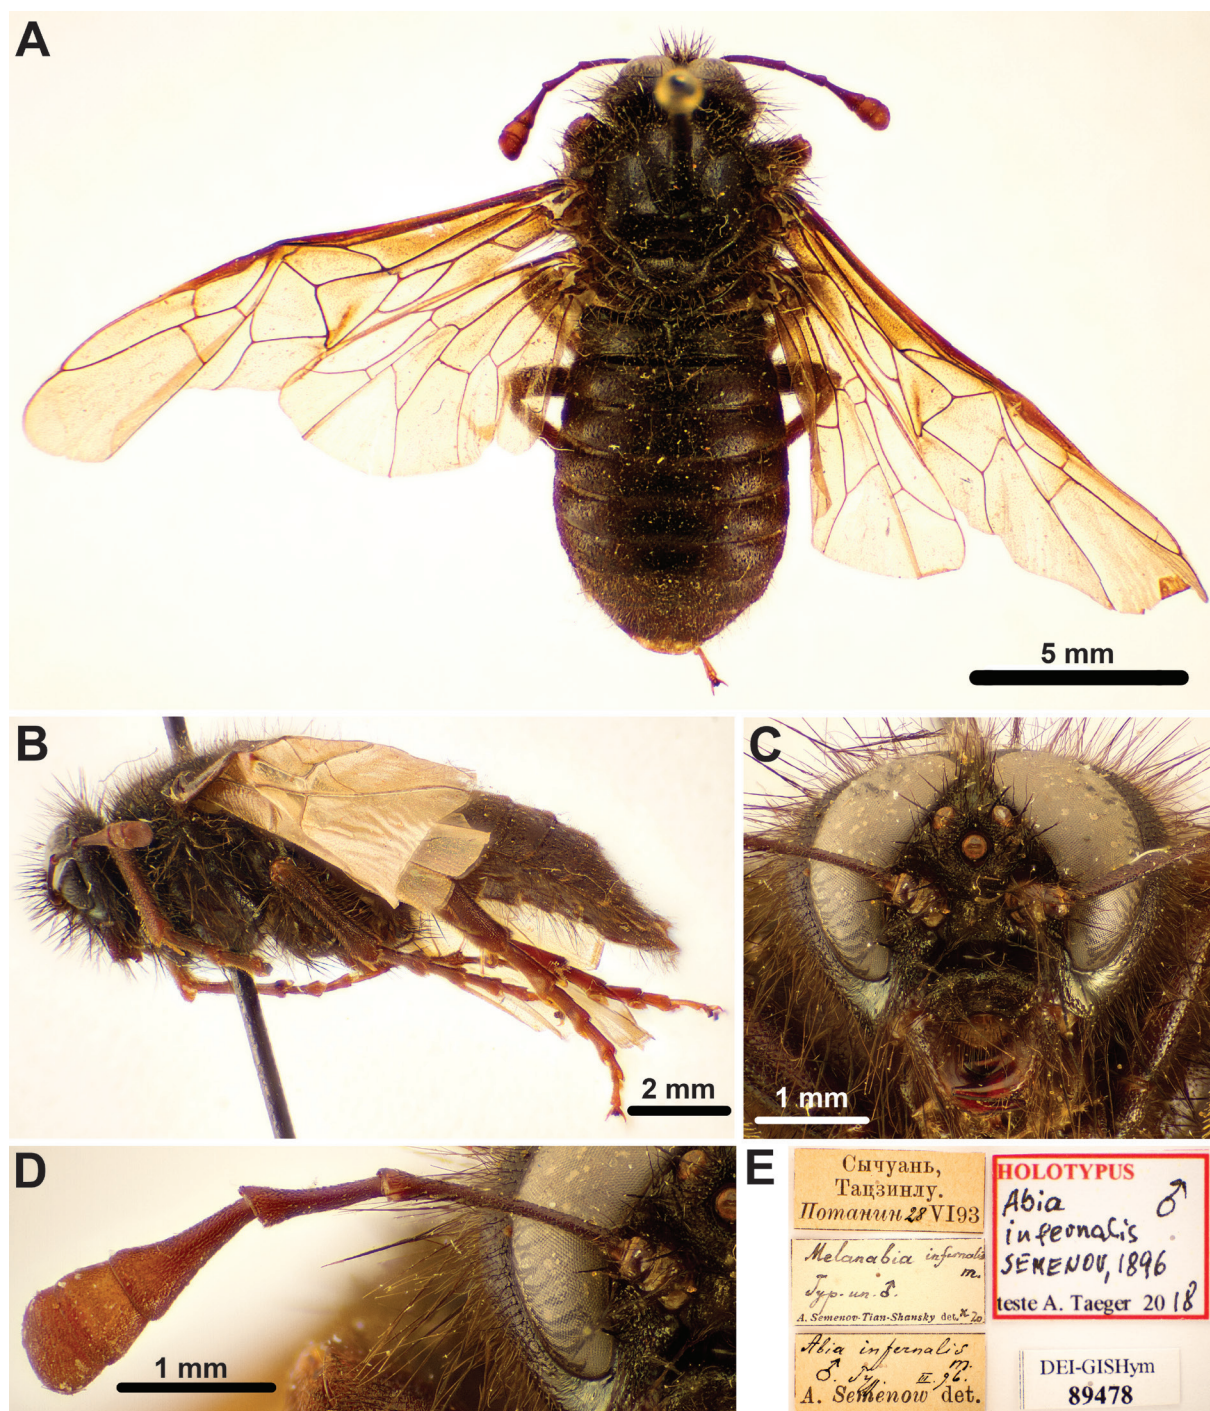 A
5 mm
B
2 mm
C
1 mm
D
1 mm
E
Сычуань,
Тацзинлу.
Потанин 28 VI 93
Melanabia infernalis
m.
Typ. un. ♂.
A. Semenov-Tian-Shansky det.
Abia infernalis
m.
♂. Typ. III. 96.
A. Semenow det.
HOLOTYPUS
Abia ♂
infernalis
SEMENOV, 1896
teste A. Taeger 2018
DEI-GISHym
89478